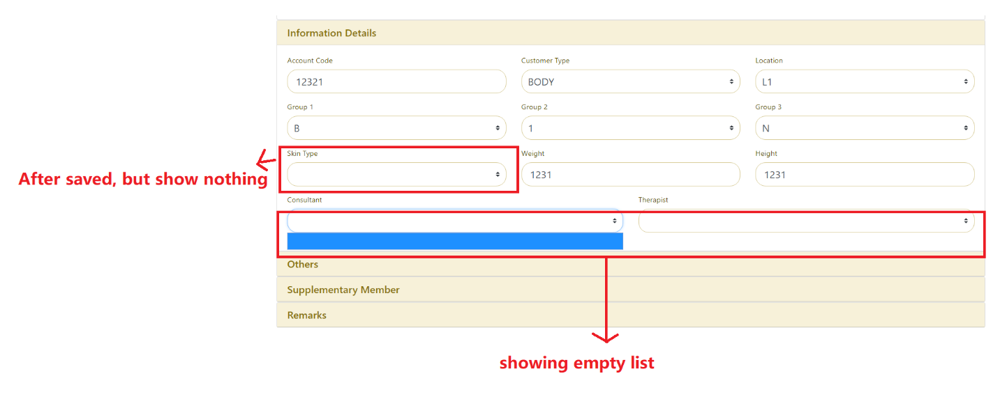 Information Details
Account Code
Customer Type
Location
12321
BODY
L1
Group 1
Group 2
Group 3
B
1
N
Skin Type
Weight
Height
After saved, but show nothing
1231
1231
Consultant
Therapist
Others
Supplementary Member
Remarks
showing empty list